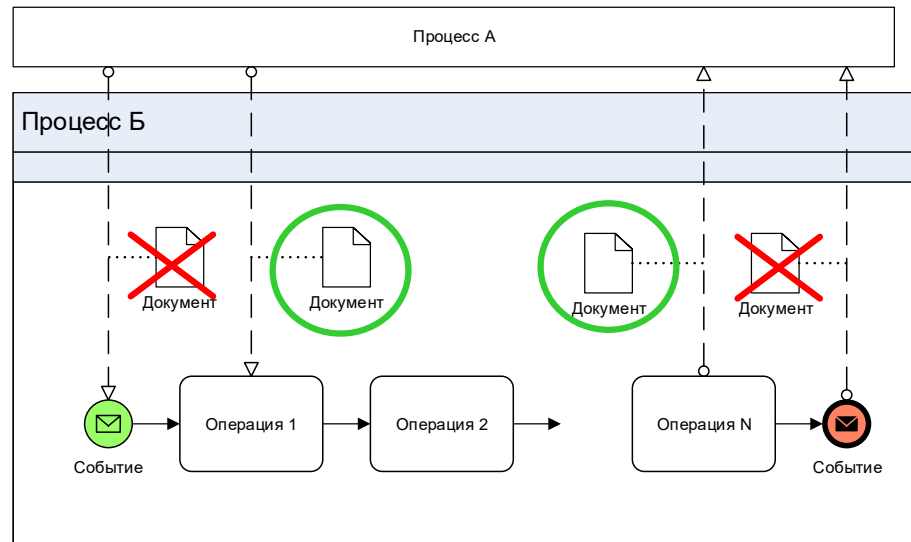 Процесс А
Процесс Б
Документ
Документ
Документ
Документ
Операция 1
Операция 2
Операция N
Событие
Событие